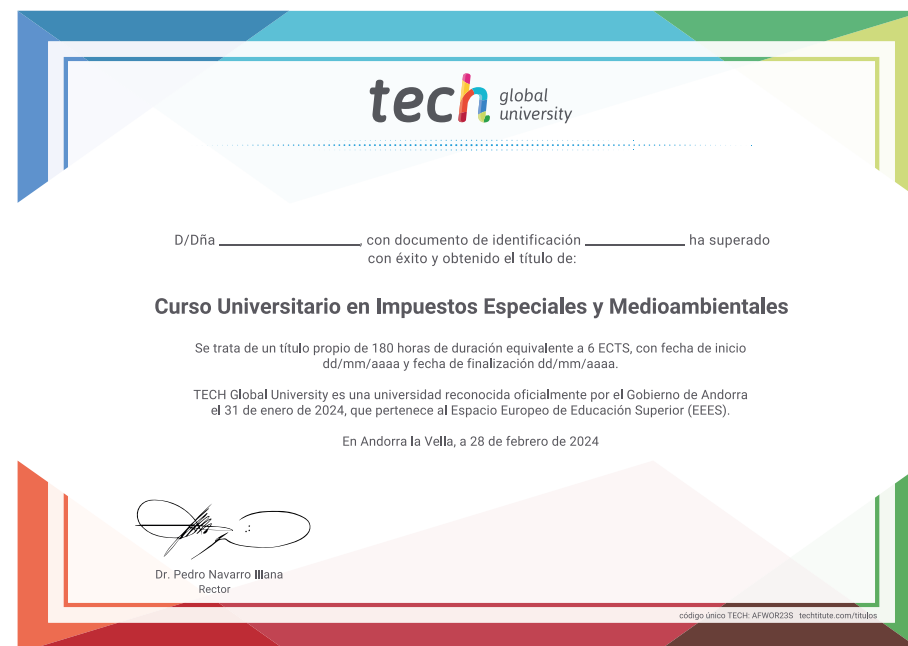 tech global university
D/Dña ______________________, con documento de identificación _______________ ha superado
con éxito y obtenido el título de:
Curso Universitario en Impuestos Especiales y Medioambientales
Se trata de un título propio de 180 horas de duración equivalente a 6 ECTS, con fecha de inicio
dd/mm/aaaa y fecha de finalización dd/mm/aaaa.
TECH Global University es una universidad reconocida oficialmente por el Gobierno de Andorra
el 31 de enero de 2024, que pertenece al Espacio Europeo de Educación Superior (EEES).
En Andorra la Vella, a 28 de febrero de 2024
Dr. Pedro Navarro Illana
Rector
código único TECH: AFWOR23S techtitute.com/titulos